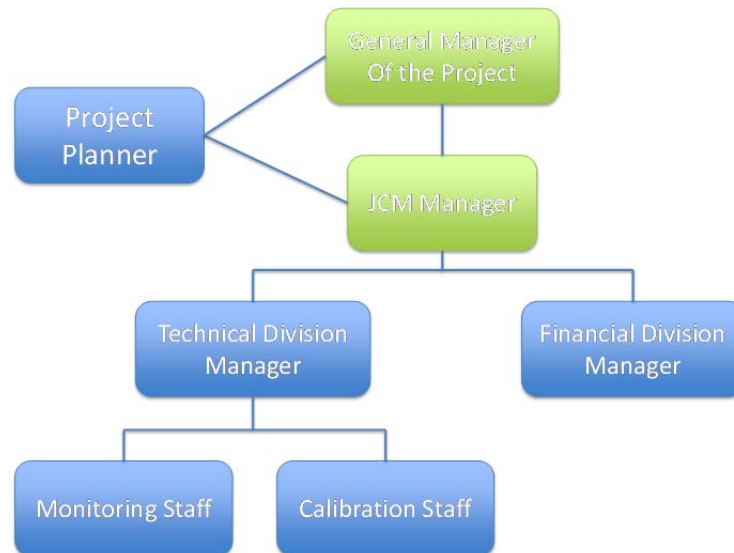 General Manager
Of the Project
Project
Planner
JCM Manager
Technical Division
Manager
Financial Division
Manager
Monitoring Staff
Calibration Staff